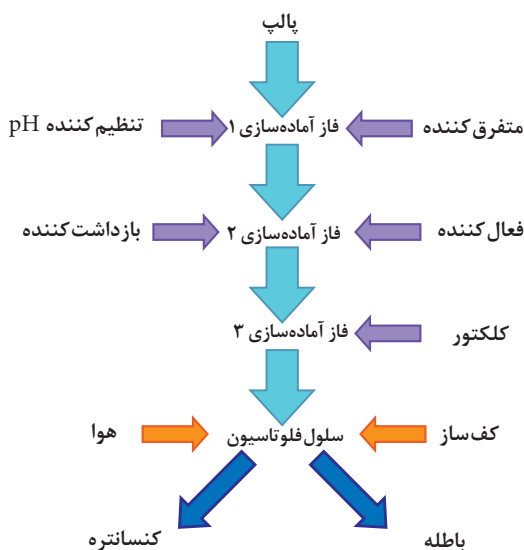 پالپ
متفرق کننده
فاز آماده‌سازی ۱
تنظیم کننده pH
فعال کننده
فاز آماده‌سازی ۲
بازداشت کننده
کلکتور
فاز آماده‌سازی ۳
کف‌ساز
سلول فلوتاسیون
هوا
باطله
کنسانتره